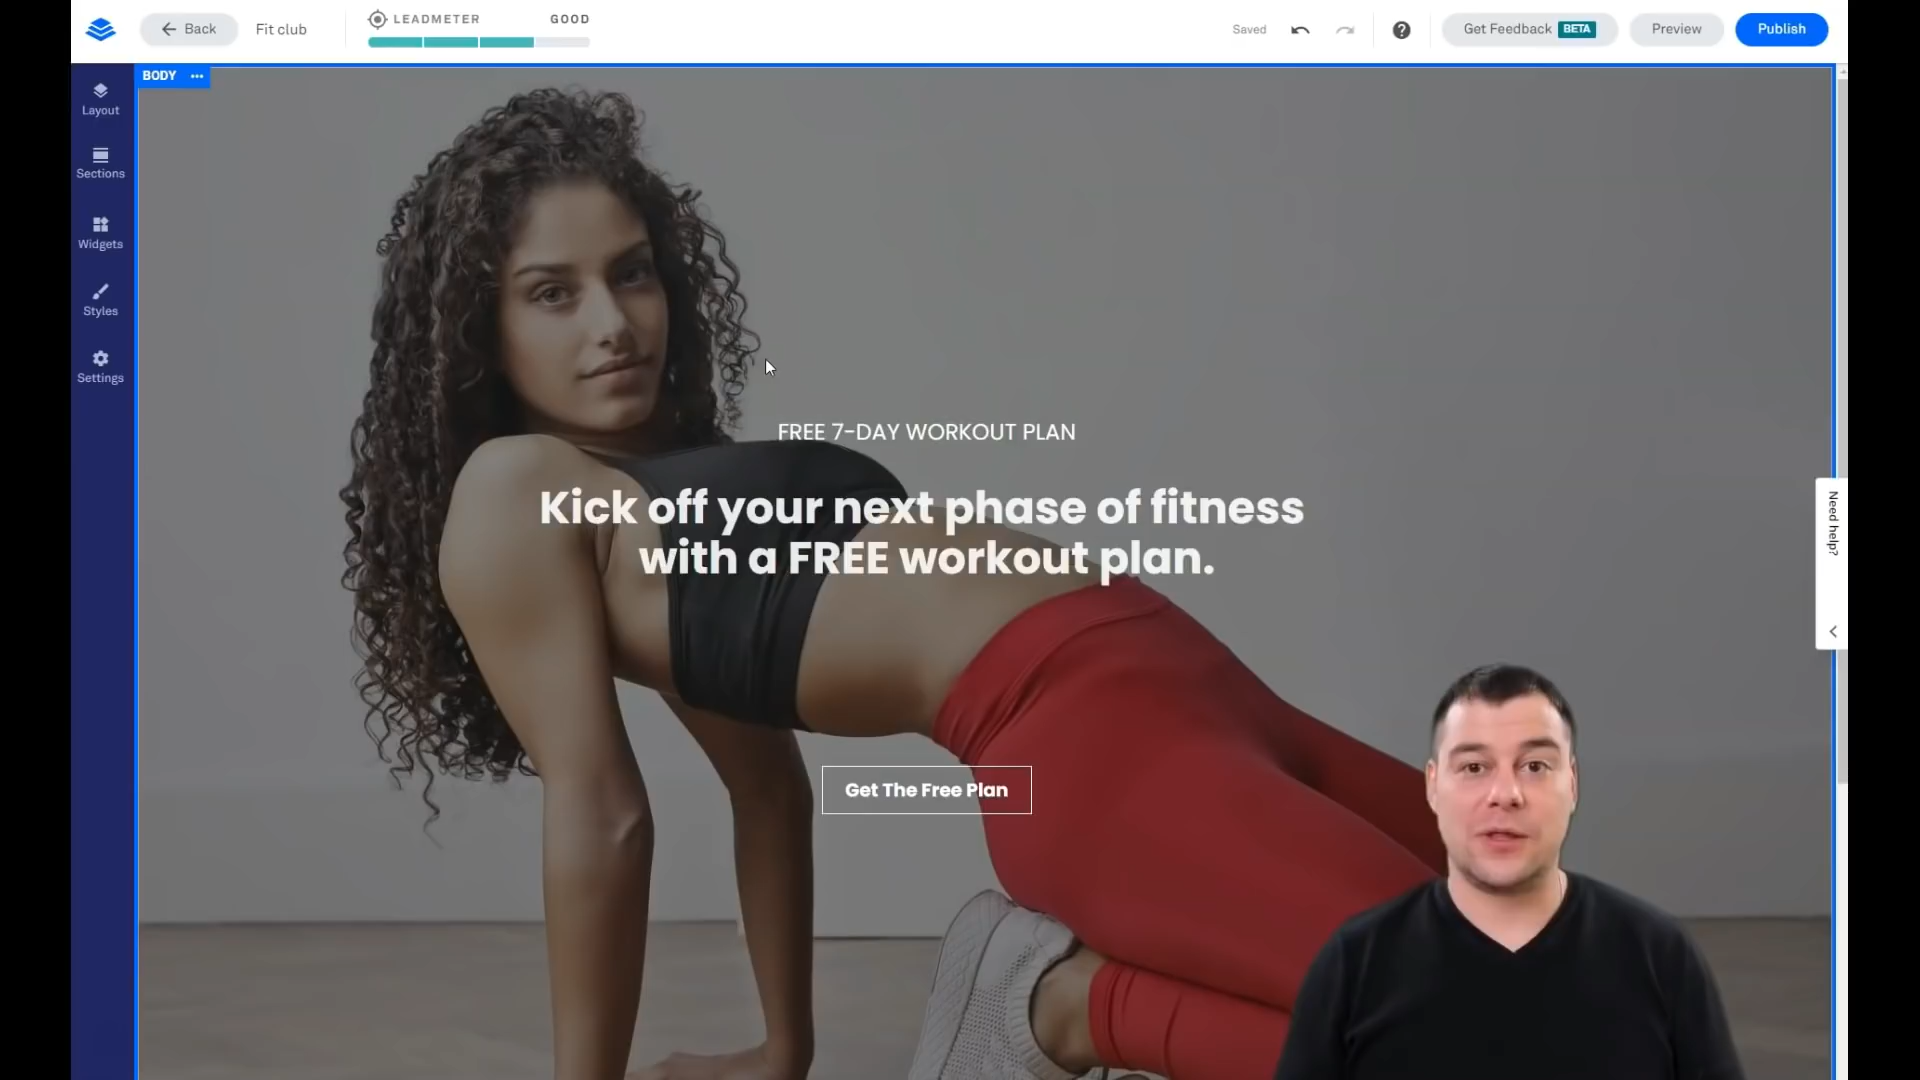 Back
Fit club
LEADMETER
GOOD
Saved
Get Feedback BETA
Preview
Publish
BODY
Layout
Sections
Widgets
Styles
Settings
FREE 7-DAY WORKOUT PLAN
Kick off your next phase of fitness
with a FREE workout plan.
Get The Free Plan
Need help?